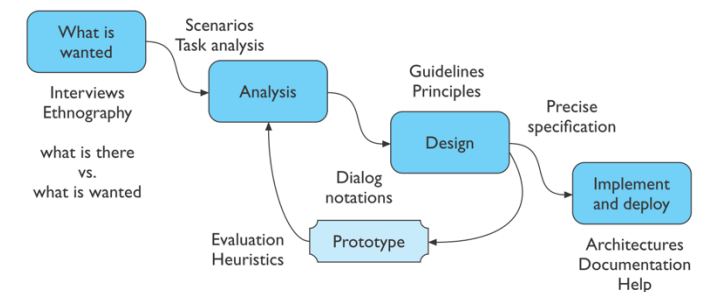 What is
wanted
Scenarios
Task analysis
Interviews
Ethnography
what is there
vs.
what is wanted
Analysis
Guidelines
Principles
Design
Precise
specification
Dialog
notations
Implement
and deploy
Evaluation
Heuristics
Prototype
Architectures
Documentation
Help